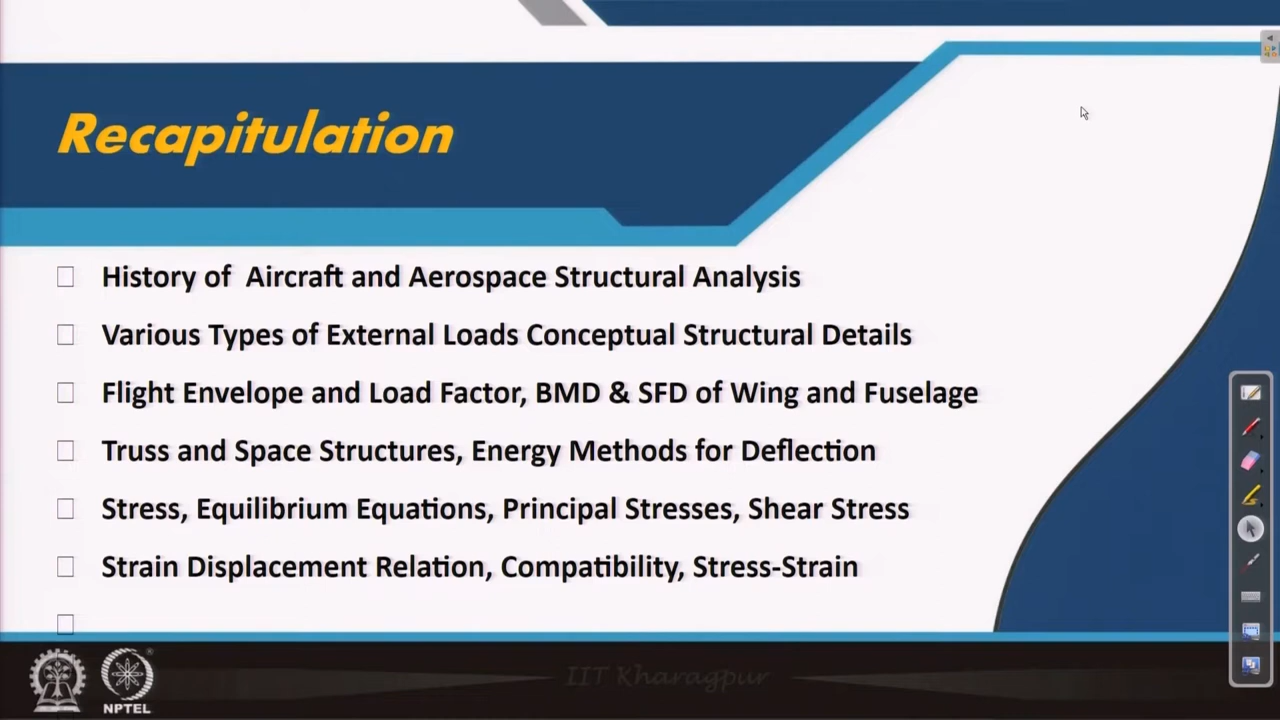 Recapitulation
History of Aircraft and Aerospace Structural Analysis
Various Types of External Loads Conceptual Structural Details
Flight Envelope and Load Factor, BMD & SFD of Wing and Fuselage
Truss and Space Structures, Energy Methods for Deflection
Stress, Equilibrium Equations, Principal Stresses, Shear Stress
Strain Displacement Relation, Compatibility, Stress-Strain
IIT Kharagpur
NPTEL